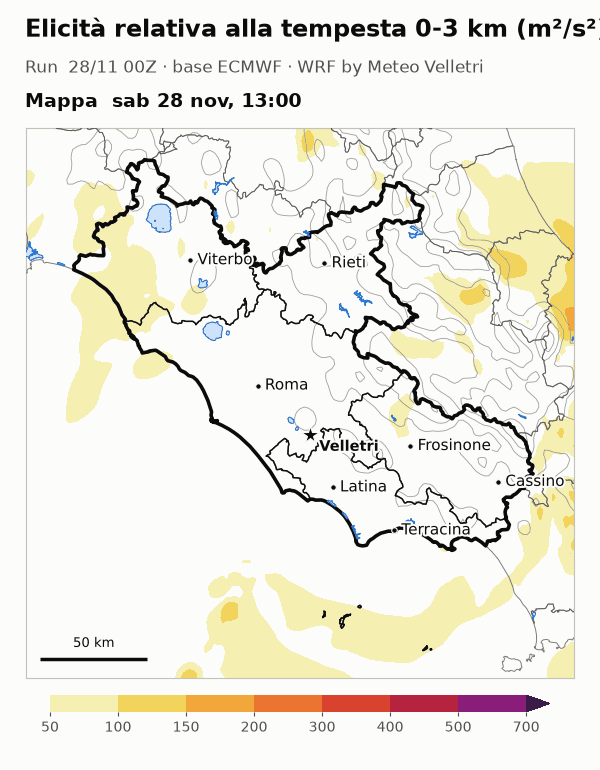 Elicità relativa alla tempesta 0-3 km (m²/s²)
Run  28/11 00Z · base ECMWF · WRF by Meteo Velletri
Mappa  sab 28 nov, 13:00
Viterbo
Rieti
Roma
Velletri
Frosinone
Cassino
Latina
Terracina
50 km
50 100 150 200 300 400 500 700